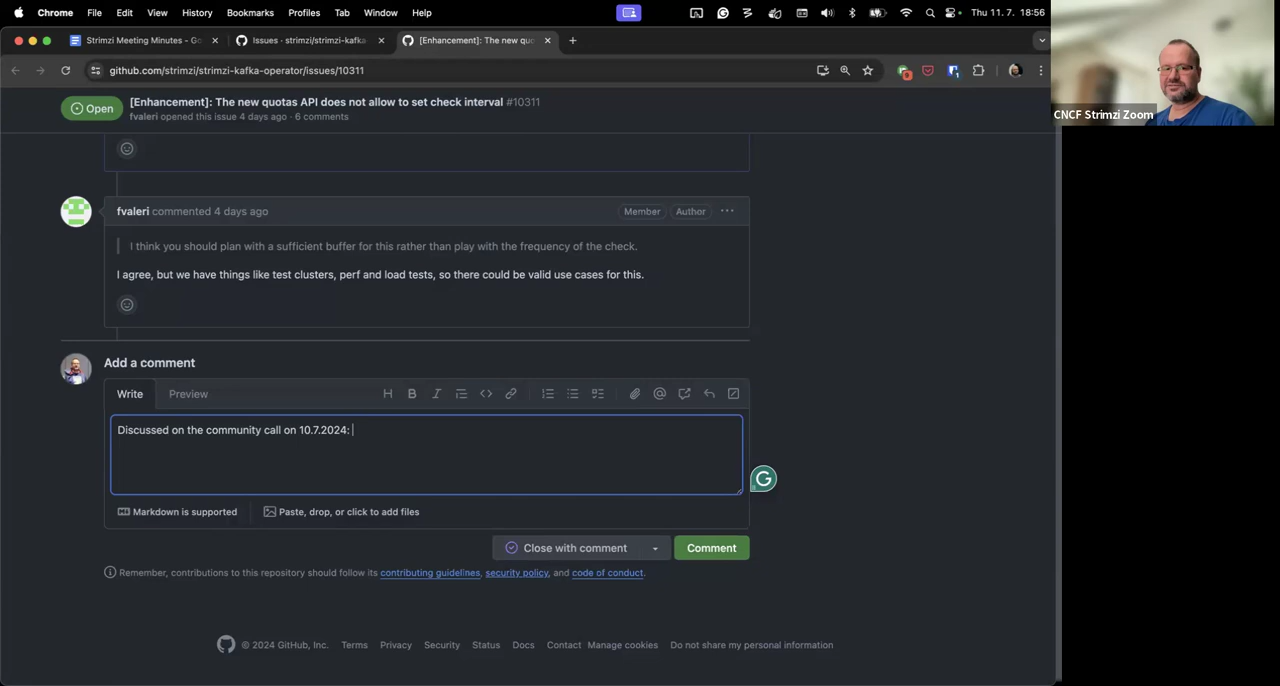 Chrome File Edit View History Bookmarks Profiles Tab Window Help Thu 11. 7. 18:56
Strimzi Meeting Minutes - Go Issues · strimzi/strimzi-kafka- [Enhancement]: The new quo
github.com/strimzi/strimzi-kafka-operator/issues/10311
Open
[Enhancement]: The new quotas API does not allow to set check interval #10311
fvaleri opened this issue 4 days ago · 6 comments
CNCF Strimzi Zoom
fvaleri commented 4 days ago Member Author
I think you should plan with a sufficient buffer for this rather than play with the frequency of the check.
I agree, but we have things like test clusters, perf and load tests, so there could be valid use cases for this.
Add a comment
Write Preview
Discussed on the community call on 10.7.2024:
Markdown is supported Paste, drop, or click to add files
Close with comment Comment
Remember, contributions to this repository should follow its contributing guidelines, security policy, and code of conduct.
© 2024 GitHub, Inc. Terms Privacy Security Status Docs Contact Manage cookies Do not share my personal information